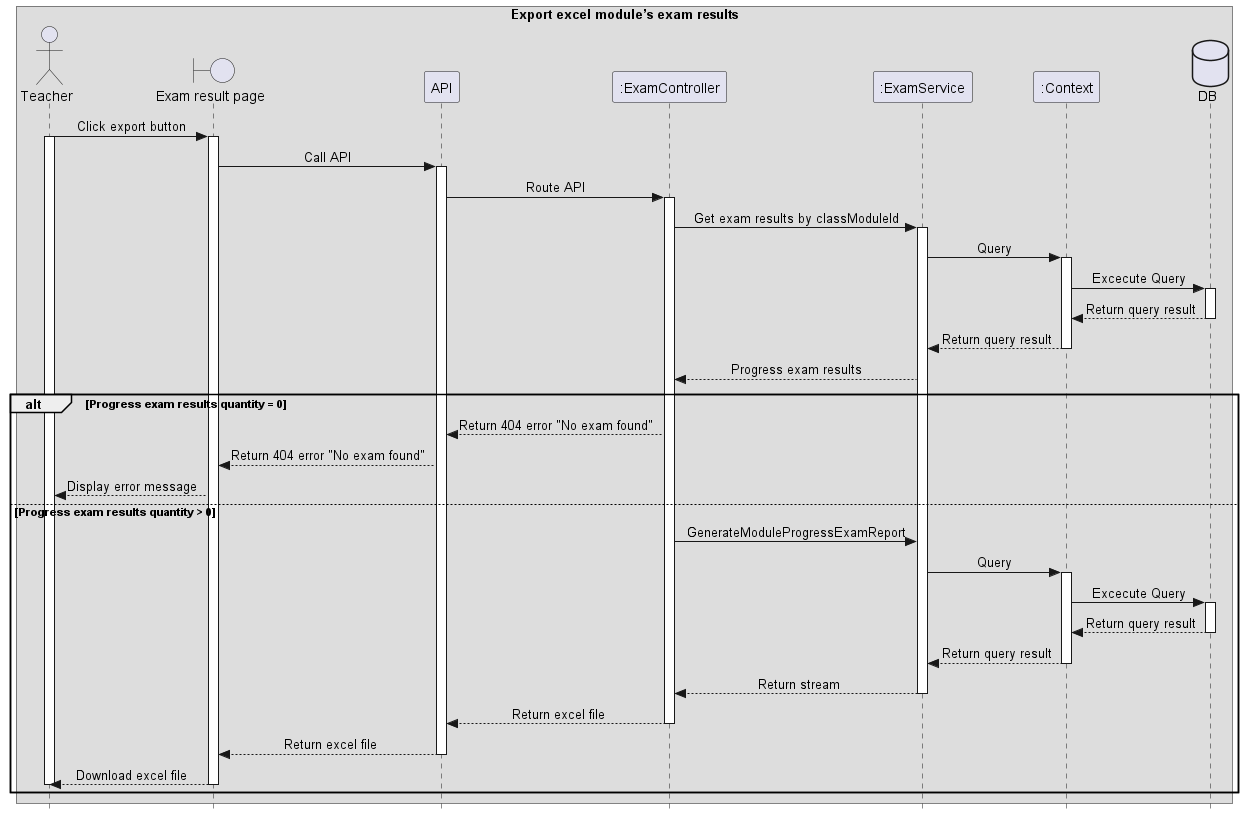 Export excel module's exam results
Teacher
Exam result page
API
:ExamController
:ExamService
:Context
DB
Click export button
Call API
Route API
Get exam results by classModuleId
Query
Excecute Query
Return query result
Return query result
Progress exam results
alt
[Progress exam results quantity = 0]
Return 404 error "No exam found"
Return 404 error "No exam found"
Display error message
[Progress exam results quantity > 0]
GenerateModuleProgressExamReport
Query
Excecute Query
Return query result
Return query result
Return stream
Return excel file
Return excel file
Download excel file